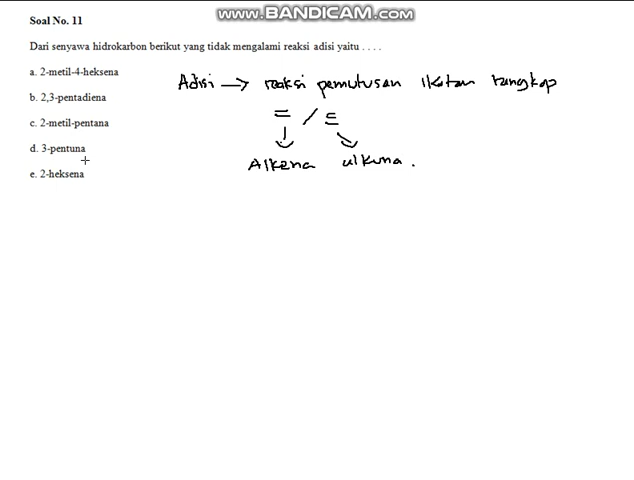 www.BANDICAM.com
Soal No. 11
Dari senyawa hidrokarbon berikut yang tidak mengalami reaksi adisi yaitu . . . .
a. 2-metil-4-heksena
b. 2,3-pentadiena
c. 2-metil-pentana
d. 3-pentuna
e. 2-heksena
Adisi → reaksi pemutusan ikatan rangkap
= / ≡
Alkena alkuna .